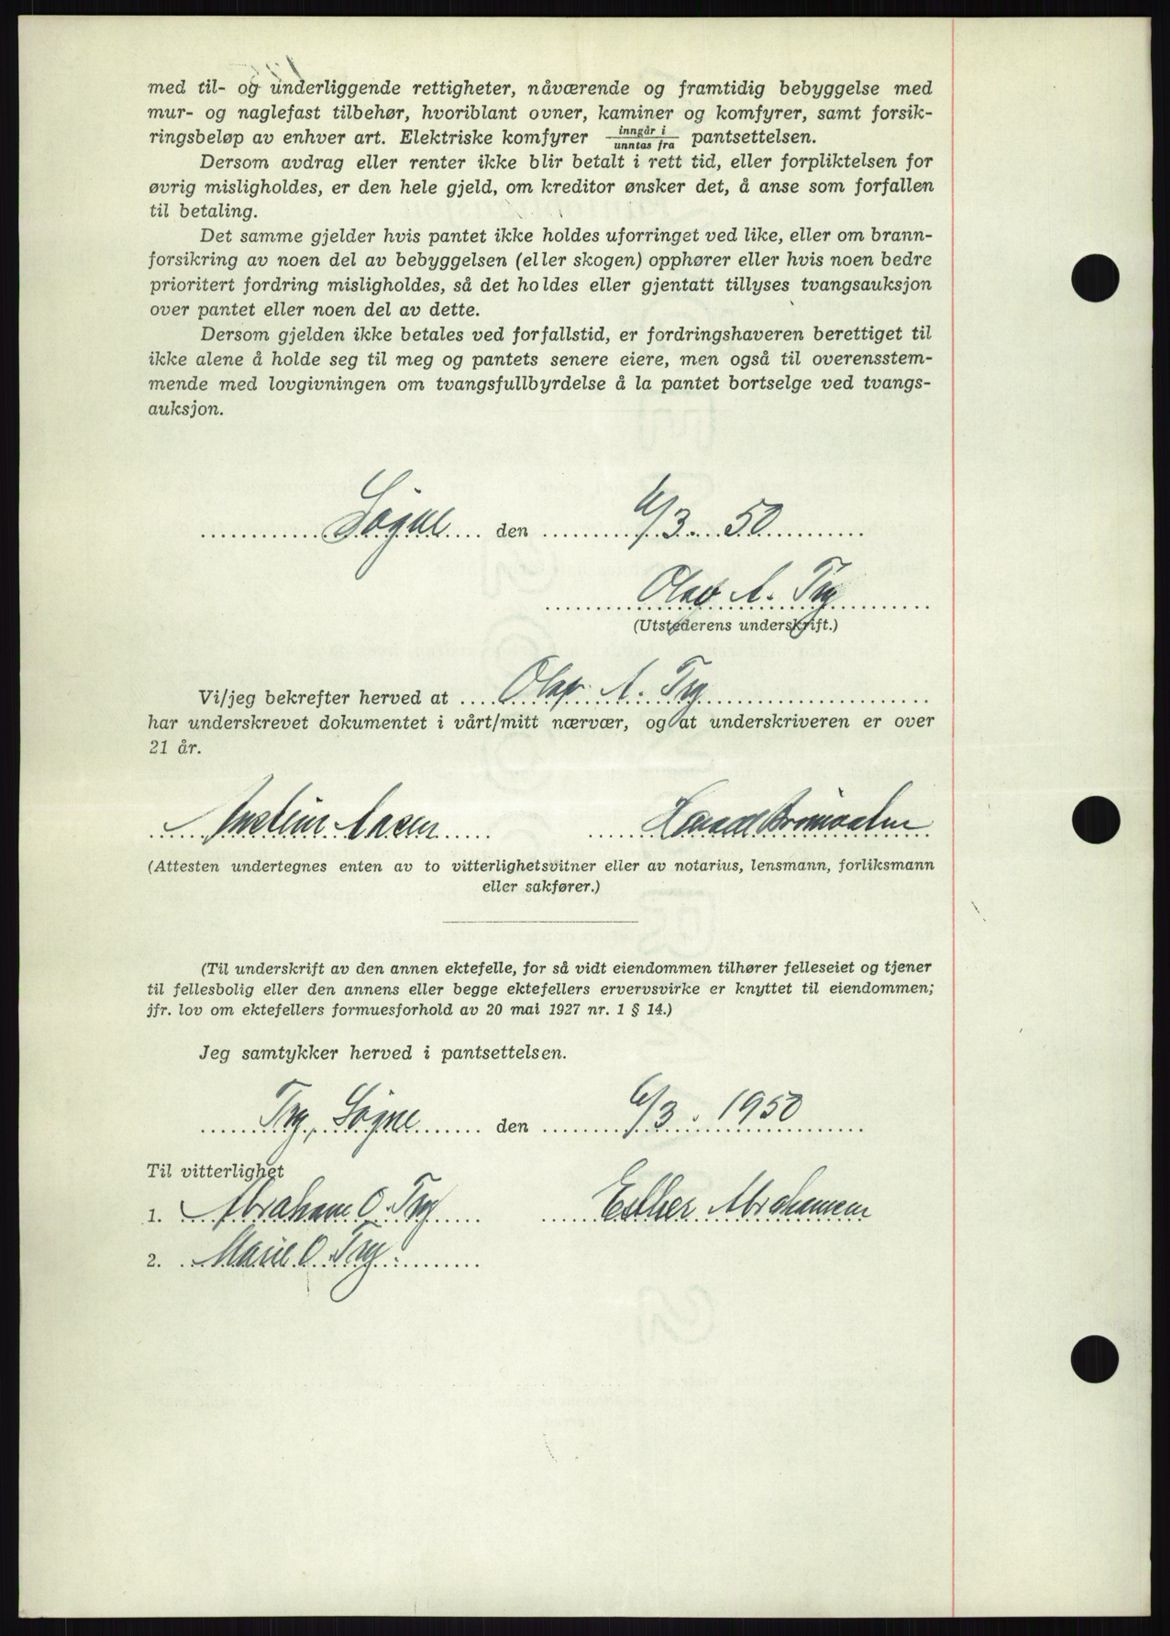 med til- og underliggende rettigheter, nåværende og framtidig bebyggelse med
mur- og naglefast tilbehør, hvoriblant ovner, kaminer og komfyrer, samt forsik-
ringsbeløp av enhver art. Elektriske komfyrer inngår i / unntas fra pantsettelsen.
Dersom avdrag eller renter ikke blir betalt i rett tid, eller forpliktelsen for
øvrig misligholdes, er den hele gjeld, om kreditor ønsker det, å anse som forfallen
til betaling.
Det samme gjelder hvis pantet ikke holdes uforringet ved like, eller om brann-
forsikring av noen del av bebyggelsen (eller skogen) opphører eller hvis noen bedre
prioritert fordring misligholdes, så det holdes eller gjentatt tillyses tvangsauksjon
over pantet eller noen del av dette.
Dersom gjelden ikke betales ved forfallstid, er fordringshaveren berettiget til
ikke alene å holde seg til meg og pantets senere eiere, men også til overensstem-
mende med lovgivningen om tvangsfullbyrdelse å la pantet bortselge ved tvangs-
auksjon.
Søgne den 6/3. 50
Olav A. Try
(Utstederens underskrift.)
Vi/jeg bekrefter herved at Olav A. Try
har underskrevet dokumentet i vårt/mitt nærvær, og at underskriveren er over
21 år.
(Attesten undertegnes enten av to vitterlighetsvitner eller av notarius, lensmann, forliksmann
eller sakfører.)
(Til underskrift av den annen ektefelle, for så vidt eiendommen tilhører felleseiet og tjener
til fellesbolig eller den annens eller begge ektefellers ervervsvirke er knyttet til eiendommen;
jfr. lov om ektefellers formuesforhold av 20 mai 1927 nr. 1 § 14.)
Jeg samtykker herved i pantsettelsen.
Try, Søgne den 6/3. 1950
Til vitterlighet
1. Abraham O. Try Esther Abrahamsen
2. Marie O. Try.